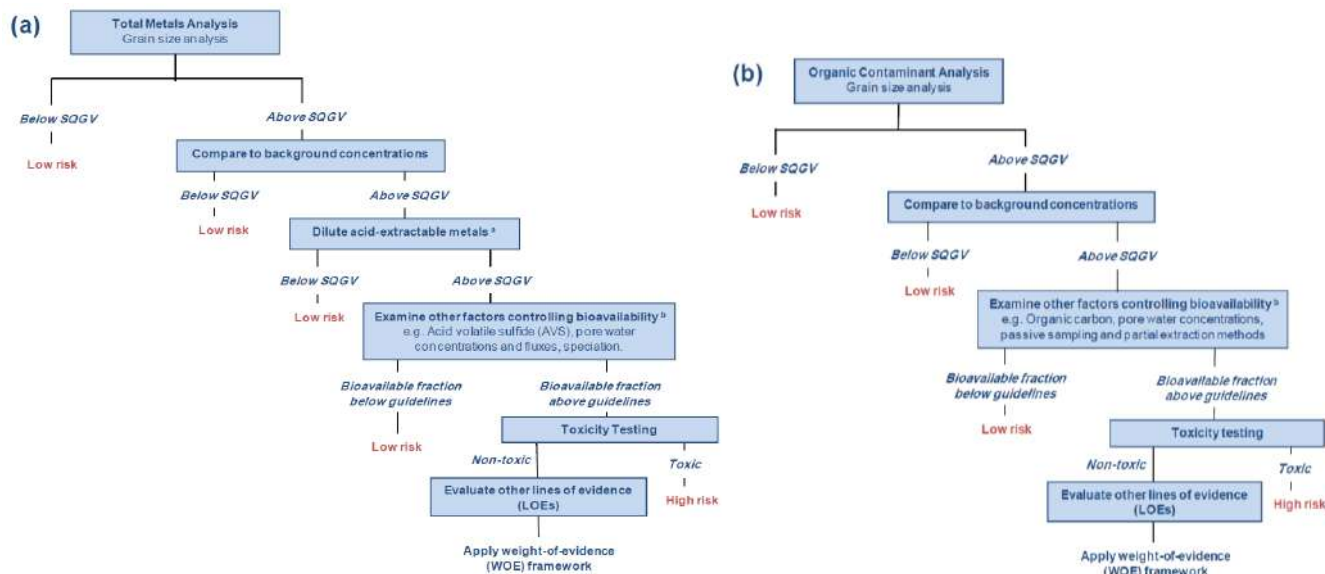 (a)
Total Metals Analysis
Grain size analysis
Below SQGV
Above SQGV
Low risk
Compare to background concentrations
Below SQGV
Above SQGV
Low risk
Dilute acid-extractable metals a
Below SQGV
Above SQGV
Low risk
Examine other factors controlling bioavailability b
e.g. Acid volatile sulfide (AVS), pore water
concentrations and fluxes, speciation.
Bioavailable fraction
below guidelines
Bioavailable fraction
above guidelines
Low risk
Toxicity Testing
Non-toxic
Toxic
Evaluate other lines of evidence
(LOEs)
High risk
Apply weight-of-evidence
(WOE) framework
(b)
Organic Contaminant Analysis
Grain size analysis
Below SQGV
Above SQGV
Low risk
Compare to background concentrations
Below SQGV
Above SQGV
Low risk
Examine other factors controlling bioavailability b
e.g. Organic carbon, pore water concentrations,
passive sampling and partial extraction methods
Bioavailable fraction
below guidelines
Bioavailable fraction
above guidelines
Low risk
Toxicity testing
Non-toxic
Toxic
Evaluate other lines of evidence
(LOEs)
High risk
Apply weight-of-evidence
(WOE) framework